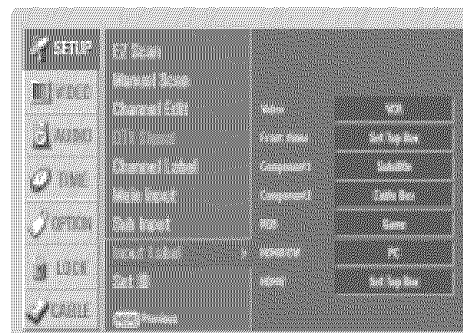 SETUP
VIDEO
AUDIO
TIME
OPTION
LOCK
CABLE
EZ Scan
Manual Scan
Channel Edit
DTV Signal
Channel Label
Main Input
Sub Input
Input Label
Set ID
Previous
Video VCR
Front Video Set Top Box
Component1 Satellite
Component2 Cable Box
RGB Game
HDMI/DVI PC
HDMI2 Set Top Box